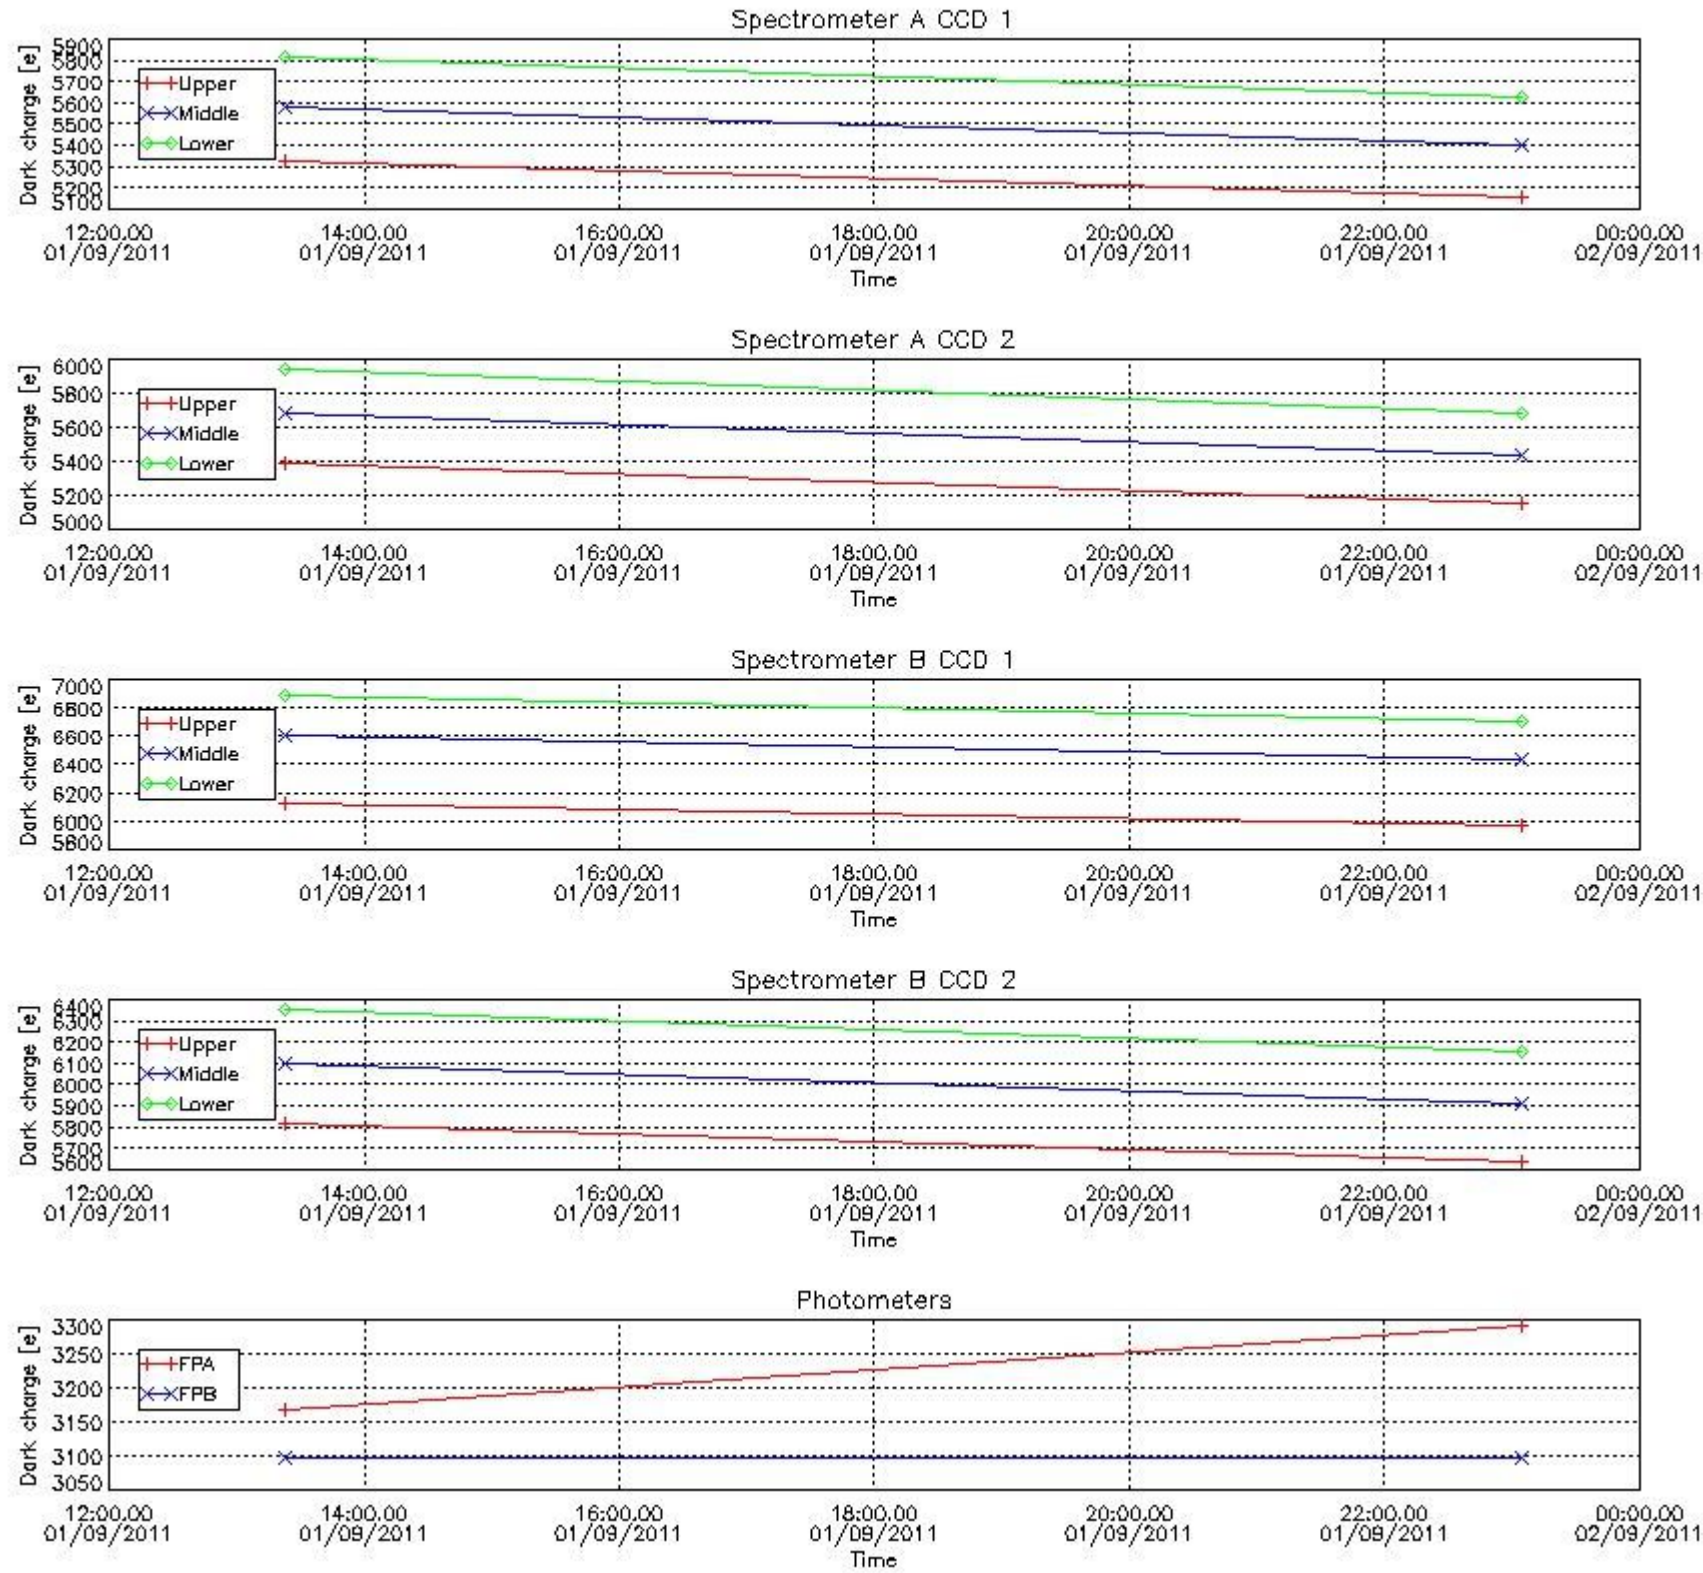 Spectrometer A CCD 1
Dark charge [e]
5900
5800
5700
5600
5500
5400
5300
5200
5100
Upper
Middle
Lower
12:00.00 14:00.00 16:00.00 18:00.00 20:00.00 22:00.00 00:00.00
01/09/2011 01/09/2011 01/09/2011 01/09/2011 01/09/2011 01/09/2011 02/09/2011
Time
Spectrometer A CCD 2
Dark charge [e]
6000
5800
5600
5400
5200
5000
Upper
Middle
Lower
12:00.00 14:00.00 16:00.00 18:00.00 20:00.00 22:00.00 00:00.00
01/09/2011 01/09/2011 01/09/2011 01/09/2011 01/09/2011 01/09/2011 02/09/2011
Time
Spectrometer B CCD 1
Dark charge [e]
7000
6800
6600
6400
6200
6000
5800
Upper
Middle
Lower
12:00.00 14:00.00 16:00.00 18:00.00 20:00.00 22:00.00 00:00.00
01/09/2011 01/09/2011 01/09/2011 01/09/2011 01/09/2011 01/09/2011 02/09/2011
Time
Spectrometer B CCD 2
Dark charge [e]
6400
6300
6200
6100
6000
5900
5800
5700
5600
Upper
Middle
Lower
12:00.00 14:00.00 16:00.00 18:00.00 20:00.00 22:00.00 00:00.00
01/09/2011 01/09/2011 01/09/2011 01/09/2011 01/09/2011 01/09/2011 02/09/2011
Time
Photometers
Dark charge [e]
3300
3250
3200
3150
3100
3050
FPA
FPB
12:00.00 14:00.00 16:00.00 18:00.00 20:00.00 22:00.00 00:00.00
01/09/2011 01/09/2011 01/09/2011 01/09/2011 01/09/2011 01/09/2011 02/09/2011
Time